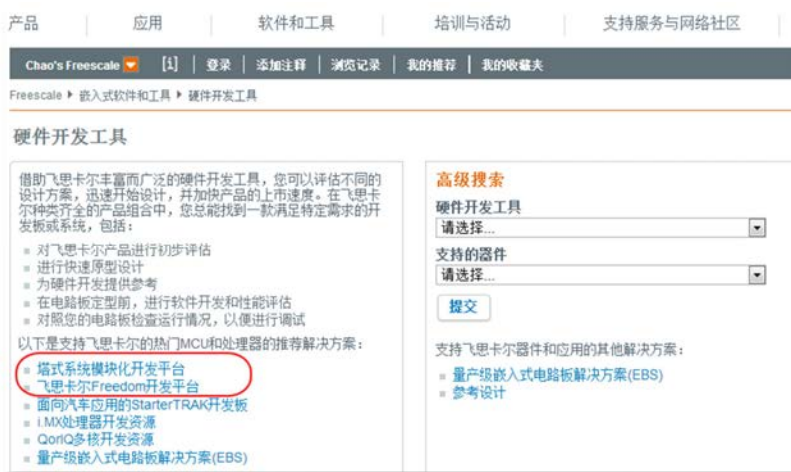 产品 应用 软件和工具 培训与活动 支持服务与网络社区
Chao's Freescale [i] 登录 添加注释 浏览记录 我的推荐 我的收藏夹
Freescale 嵌入式软件和工具 硬件开发工具
硬件开发工具
借助飞思卡尔丰富而广泛的硬件开发工具，您可以评估不同的
设计方案，迅速开始设计，并加快产品的上市速度。在飞思卡
尔种类齐全的产品组合中，您总能找到一款满足特定需求的开
发板或系统，包括：
对飞思卡尔产品进行初步评估
进行快速原型设计
为硬件开发提供参考
在电路板定型前，进行软件开发和性能评估
对照您的电路板检查运行情况，以便进行调试
以下是支持飞思卡尔的热门MCU和处理器的推荐解决方案：
塔式系统模块化开发平台
飞思卡尔Freedom开发平台
面向汽车应用的StarterTRAK开发板
i.MX处理器开发资源
QorIQ多核开发资源
量产级嵌入式电路板解决方案(EBS)
高级搜索
硬件开发工具
请选择...
支持的器件
请选择...
提交
支持飞思卡尔器件和应用的其他解决方案：
量产级嵌入式电路板解决方案(EBS)
参考设计